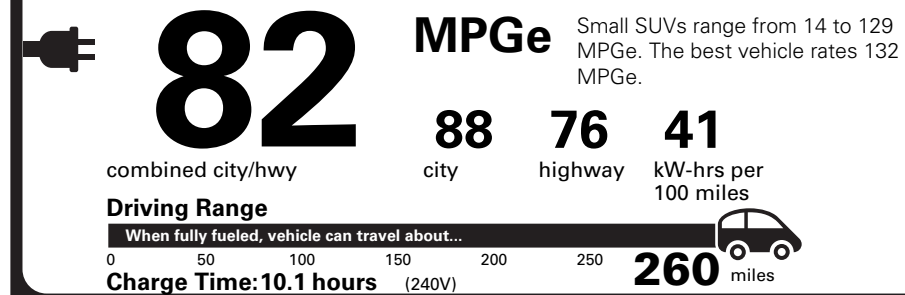 82
MPGe
Small SUVs range from 14 to 129
MPGe. The best vehicle rates 132
MPGe.
88
76
41
combined city/hwy
city
highway
kW-hrs per
100 miles
Driving Range
When fully fueled, vehicle can travel about...
0 50 100 150 200 250 260 miles
Charge Time: 10.1 hours (240V)